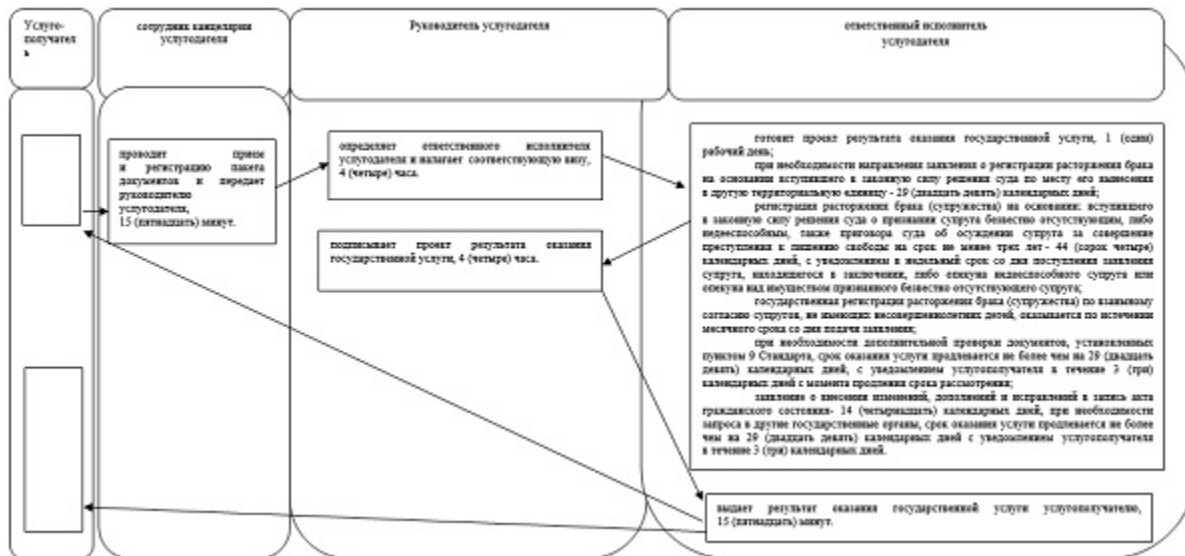 Услуго-
получател
ь
сотрудник канцелярии
услугодателя
Руководитель услугодателя
ответственный исполнитель
услугодателя
проводит прием
и регистрацию пакета
документов и передает
руководителю
услугодателя,
15 (пятнадцать) минут.
определяет ответственного исполнителя
услугодателя и налагает соответствующую визу,
4 (четыре) часа.
подписывает проект результата оказания
государственной услуги, 4 (четыре) часа.
готовит проект результата оказания государственной услуги, 1 (один)
рабочий день;
при необходимости направления заявления о регистрации расторжения брака
на основании вступившего в законную силу решения суда по месту его вынесения
в другую территориальную единицу - 29 (двадцать девять) календарных дней;
регистрация расторжения брака (супружества) на основании: вступившего
в законную силу решения суда о признании супруга безвестно отсутствующим, либо
недееспособным, также приговора суда об осуждении супруга за совершение
преступления к лишению свободы на срок не менее трех лет - 44 (сорок четыре)
календарных дней, с уведомлением в недельный срок со дня поступления заявления
супруга, находящегося в заключении, либо опекуна недееспособного супруга или
опекуна над имуществом признанного безвестно отсутствующего супруга;
государственная регистрация расторжения брака (супружества) по взаимному
согласию супругов, не имеющих несовершеннолетних детей, оказывается по истечении
месячного срока со дня подачи заявления;
при необходимости дополнительной проверки документов, установленных
пунктом 9 Стандарта, срок оказания услуги продлевается не более чем на 29 (двадцать
девять) календарных дней, с уведомлением услугополучателя в течение 3 (три)
календарных дней с момента продления срока рассмотрения;
заявление о внесении изменений, дополнений и исправлений в запись акта
гражданского состояния- 14 (четырнадцать) календарных дней, при необходимости
запроса в другие государственные органы, срок оказания услуги продлевается не более
чем на 29 (двадцать девять) календарных дней с уведомлением услугополучателя
в течение 3 (три) календарных дней.
выдает результат оказания государственной услуги услугополучателю,
15 (пятнадцать) минут.